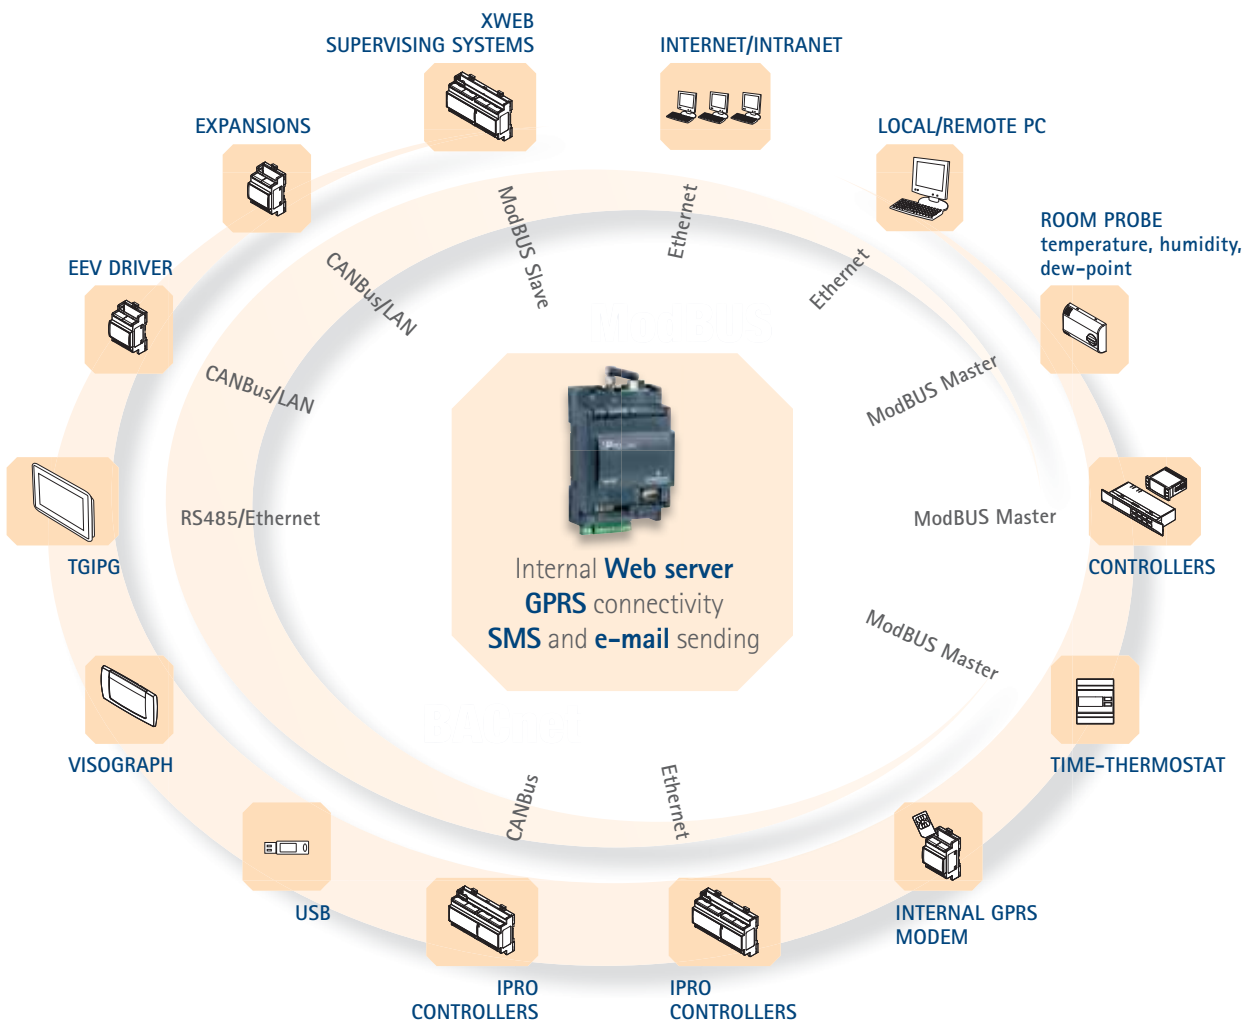 XWEB
SUPERVISING SYSTEMS
INTERNET/INTRANET
EXPANSIONS
LOCAL/REMOTE PC
ROOM PROBE
temperature, humidity,
dew-point
EEV DRIVER
ModBUS Slave
Ethernet
Ethernet
CANBus/LAN
CANBus/LAN
ModBUS
ModBUS Master
RS485/Ethernet
ModBUS Master
TGIPG
CONTROLLERS
Internal Web server
GPRS connectivity
SMS and e-mail sending
ModBUS Master
BACnet
VISOGRAPH
TIME-THERMOSTAT
CANBus
Ethernet
USB
INTERNAL GPRS
MODEM
IPRO
CONTROLLERS
IPRO
CONTROLLERS